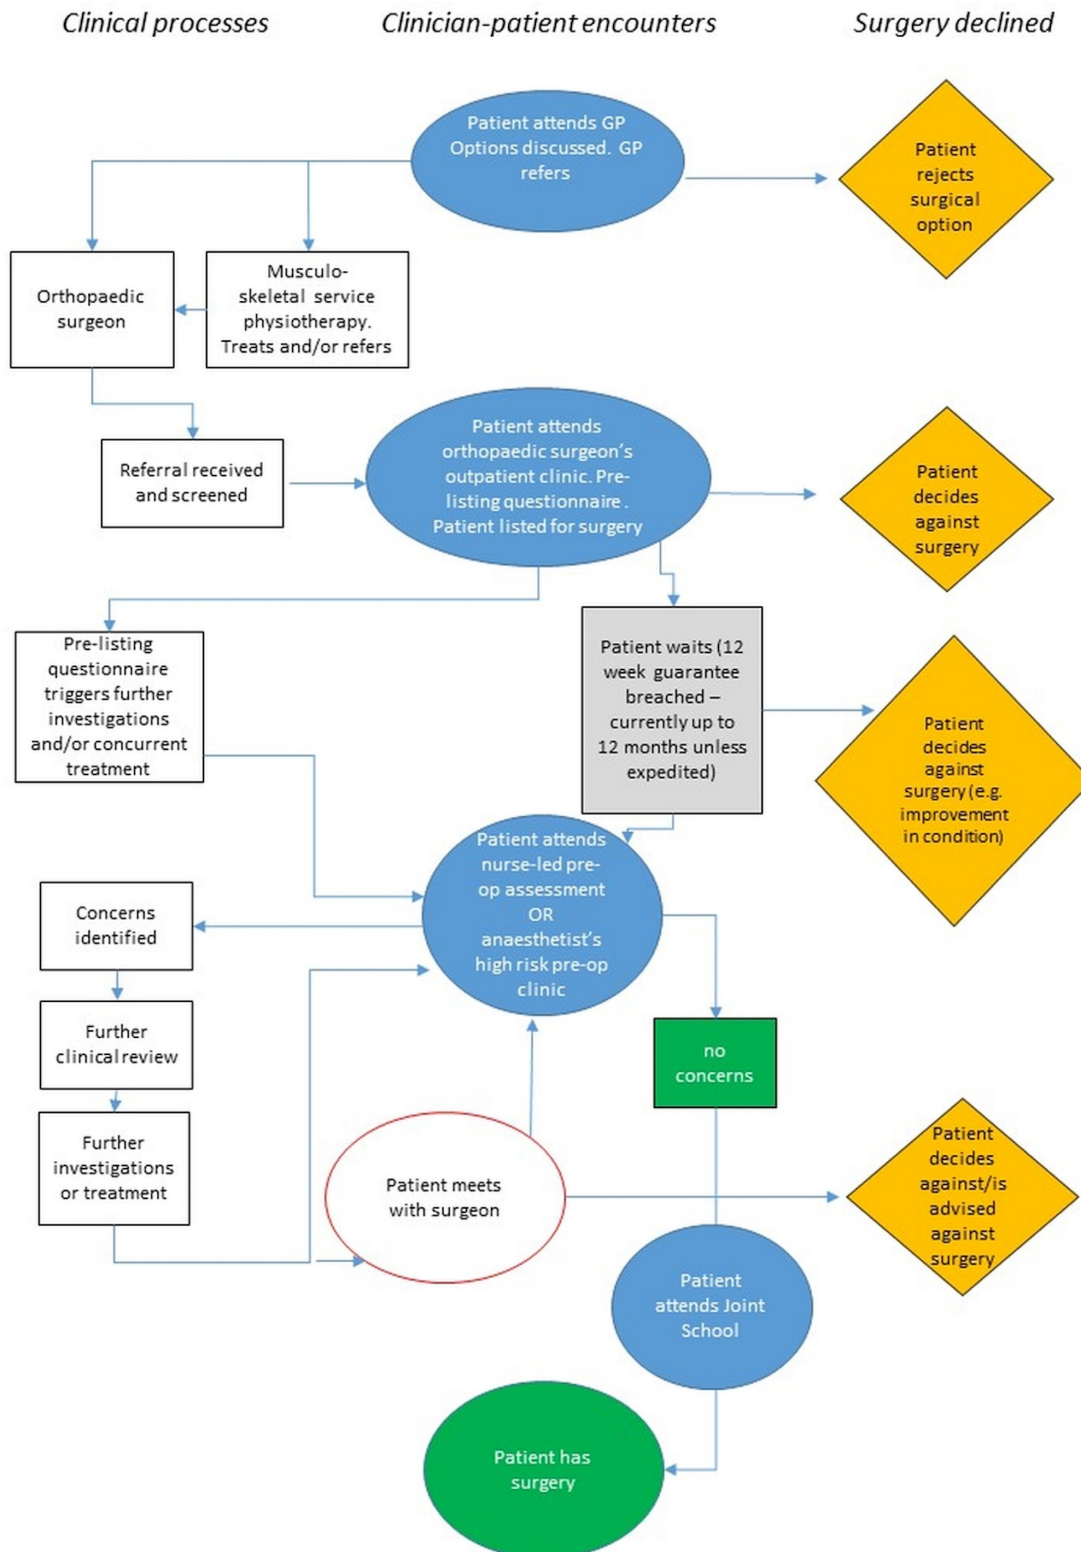 Clinical processes
Clinician-patient encounters
Surgery declined
Patient attends GP
Options discussed. GP
refers
Patient
rejects
surgical
option
Orthopaedic
surgeon
Musculo-
skeletal service
physiotherapy.
Treats and/or refers
Referral received
and screened
Patient attends
orthopaedic surgeon's
outpatient clinic. Pre-
listing questionnaire.
Patient listed for surgery
Patient
decides
against
surgery
Pre-listing
questionnaire
triggers further
investigations
and/or concurrent
treatment
Patient waits (12
week guarantee
breached –
currently up to
12 months unless
expedited)
Patient
decides
against
surgery (e.g.
improvement
in condition)
Patient attends
nurse-led pre-
op assessment
OR
anaesthetist's
high risk pre-op
clinic
Concerns
identified
Further
clinical review
no
concerns
Further
investigations
or treatment
Patient meets
with surgeon
Patient
decides
against/is
advised
against
surgery
Patient
attends Joint
School
Patient has
surgery